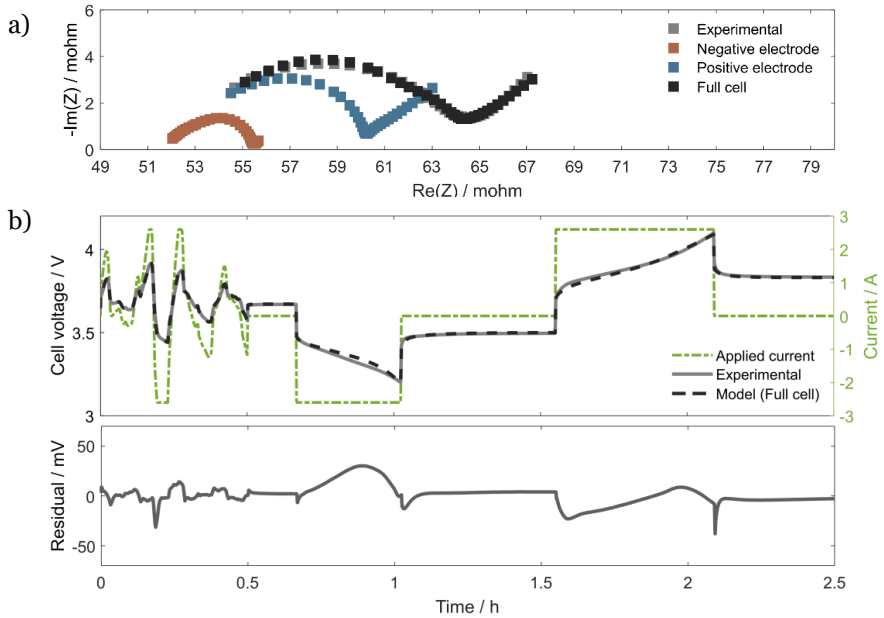 a)
-Im(Z) / mohm
6
4
2
0
Experimental
Negative electrode
Positive electrode
Full cell
49 51 53 55 57 59 61 63 65 67 69 71 73 75 77 79
Re(Z) / mohm
b)
Cell voltage / V
4
3.5
3
3
2
1
0
-1
-2
-3
Current / A
Applied current
Experimental
Model (Full cell)
Residual / mV
50
0
-50
0 0.5 1 1.5 2 2.5
Time / h